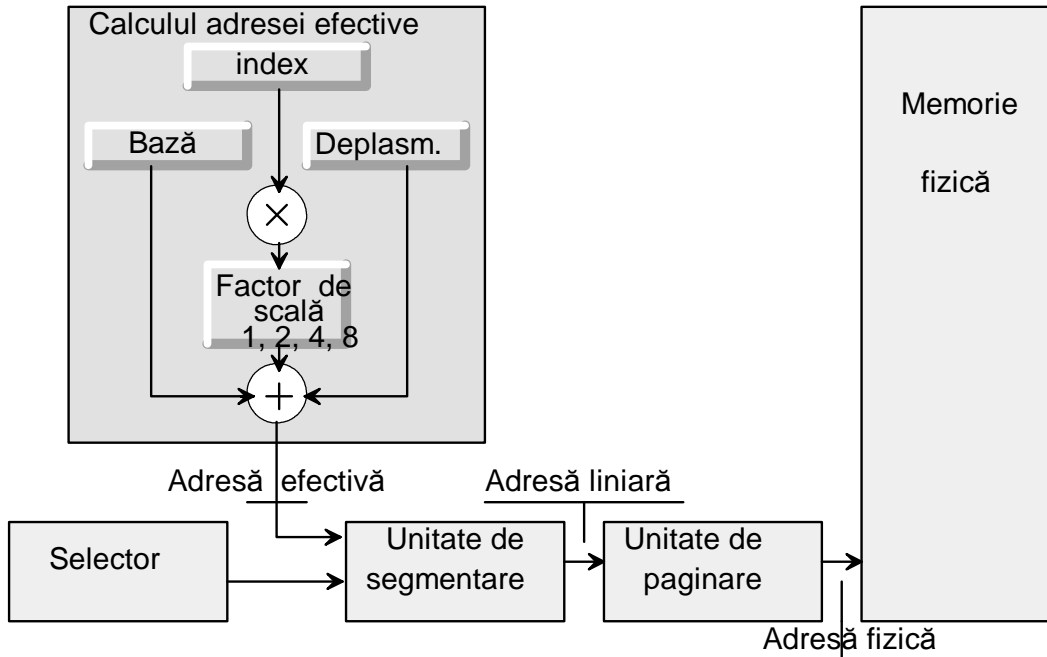 Calculul adresei efective
index
Bază
Deplasm.
Factor de
scală
1, 2, 4, 8
Memorie
fizică
Adresă efectivă
Adresă liniară
Selector
Unitate de
segmentare
Unitate de
paginare
Adresă fizică